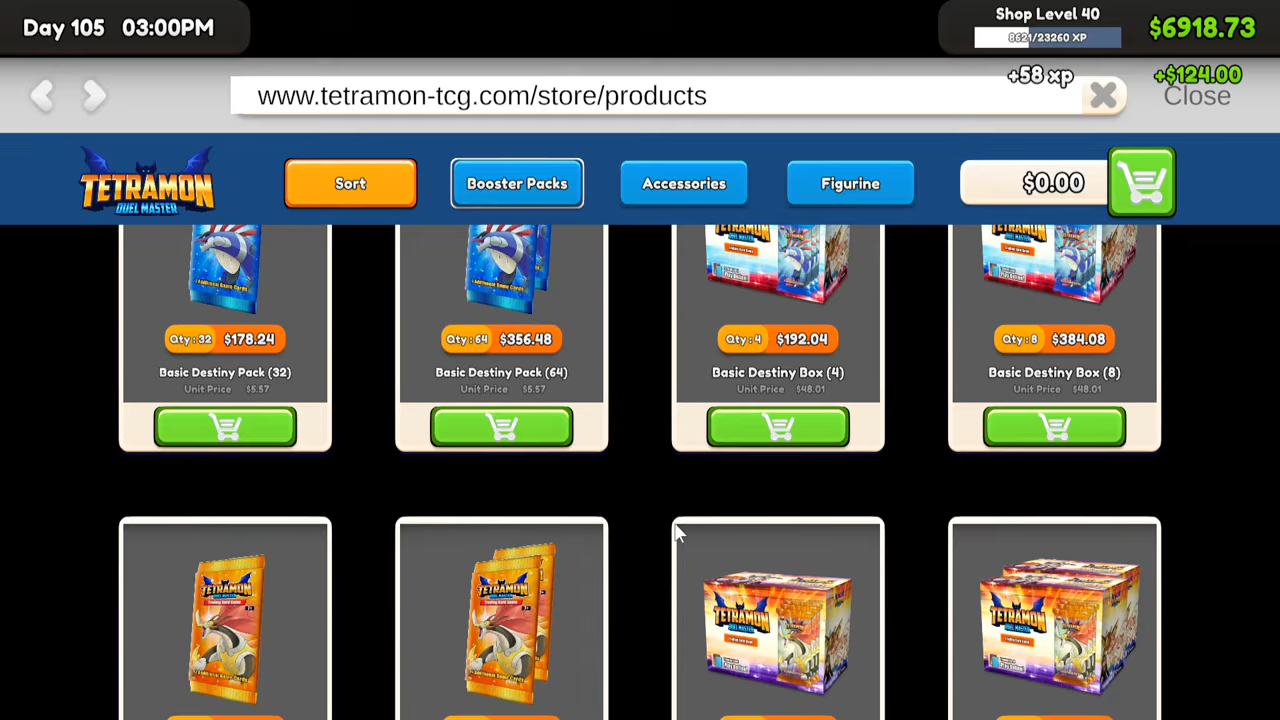 Day 105 03:00PM
Shop Level 40
8621/23260 XP
$6918.73
+58 xp
+$124.00
www.tetramon-tcg.com/store/products
Close
TETRAMON
DUEL MASTER
Sort
Booster Packs
Accessories
Figurine
$0.00
Qty : 32 $178.24
Qty : 64 $356.48
Qty : 4 $192.04
Qty : 8 $384.08
Basic Destiny Pack (32)
Basic Destiny Pack (64)
Basic Destiny Box (4)
Basic Destiny Box (8)
Unit Price $5.57
Unit Price $5.57
Unit Price $48.01
Unit Price $48.01
TETRAMON
TETRAMON
TETRAMON
TETRAMON